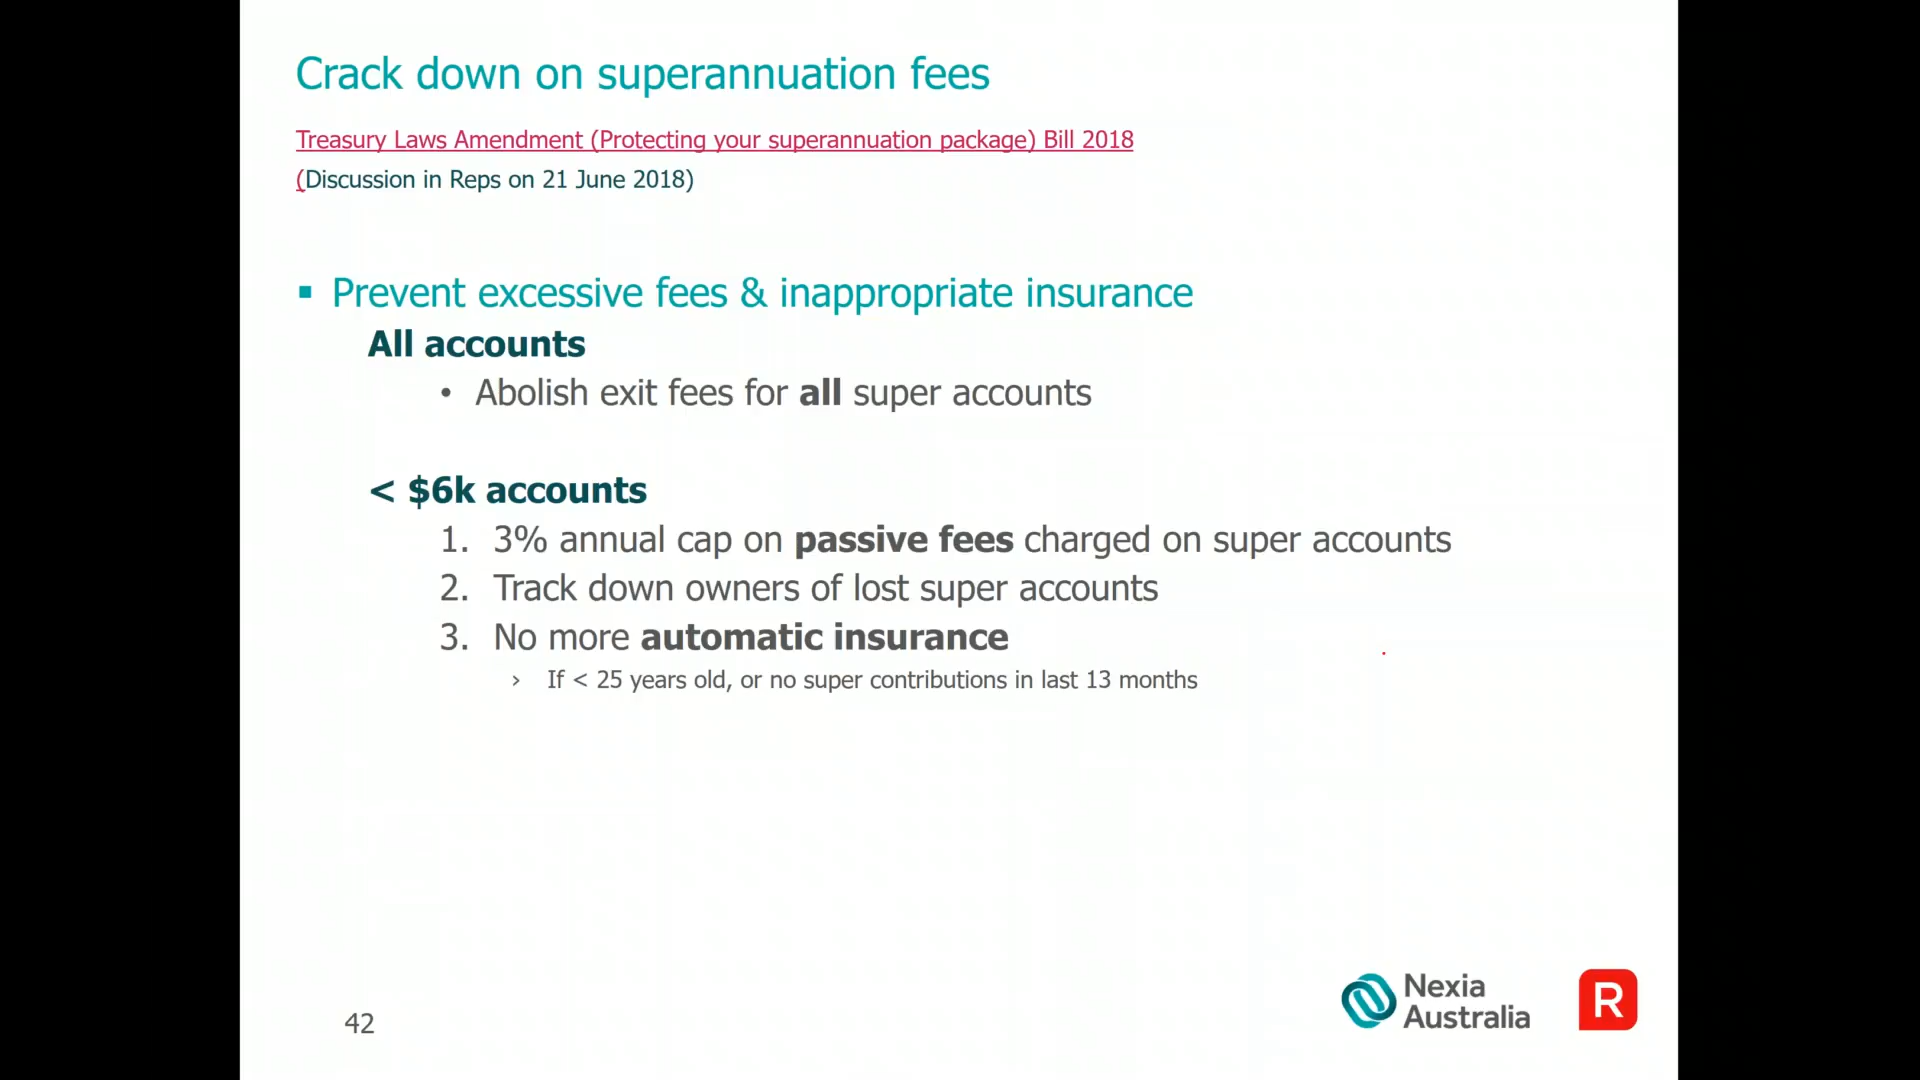 Crack down on superannuation fees
Treasury Laws Amendment (Protecting your superannuation package) Bill 2018
(Discussion in Reps on 21 June 2018)
▪ Prevent excessive fees & inappropriate insurance
All accounts
• Abolish exit fees for all super accounts
< $6k accounts
1. 3% annual cap on passive fees charged on super accounts
2. Track down owners of lost super accounts
3. No more automatic insurance
› If < 25 years old, or no super contributions in last 13 months
42
Nexia
Australia
R